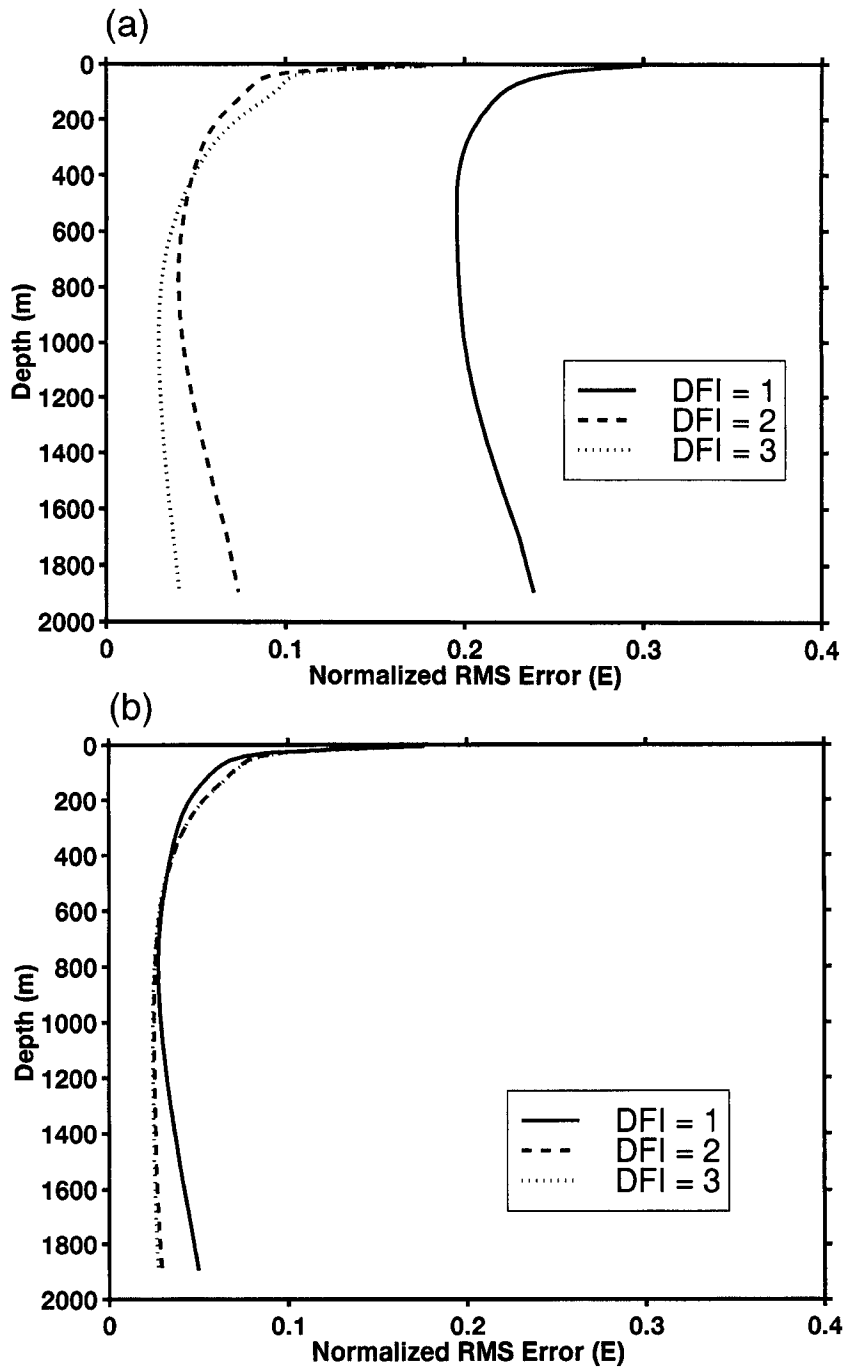 (a)
0
200
400
600
800
1000
1200
1400
1600
1800
2000
Depth (m)
DFI = 1
DFI = 2
DFI = 3
0 0.1 0.2 0.3 0.4
Normalized RMS Error (E)
(b)
0
200
400
600
800
1000
1200
1400
1600
1800
2000
Depth (m)
DFI = 1
DFI = 2
DFI = 3
0 0.1 0.2 0.3 0.4
Normalized RMS Error (E)